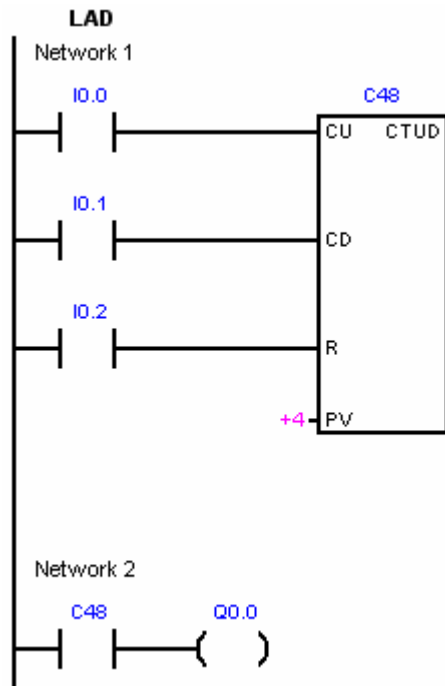 LAD
Network 1
I0.0 C48
CU CTUD
I0.1
CD
I0.2
R
+4 PV
Network 2
C48 Q0.0